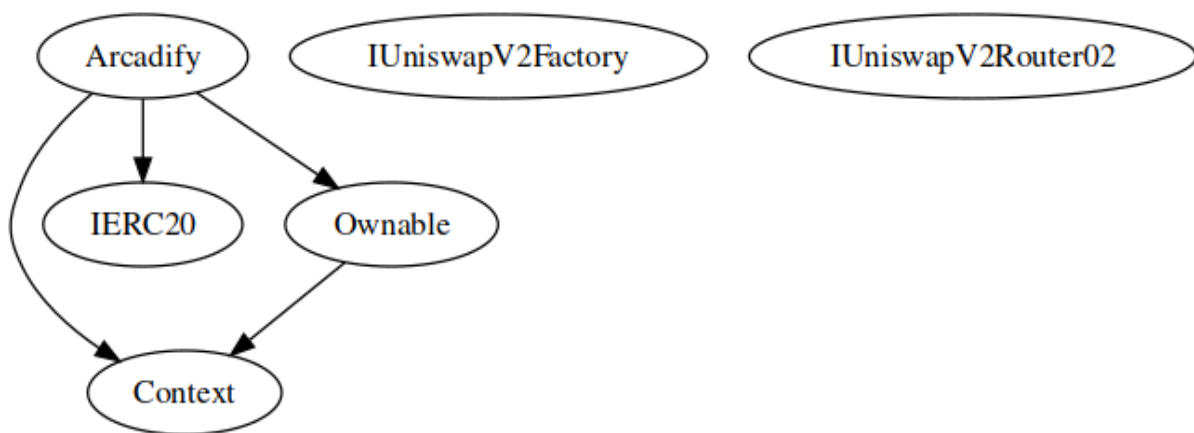 Arcadify
IUniswapV2Factory
IUniswapV2Router02
IERC20
Ownable
Context